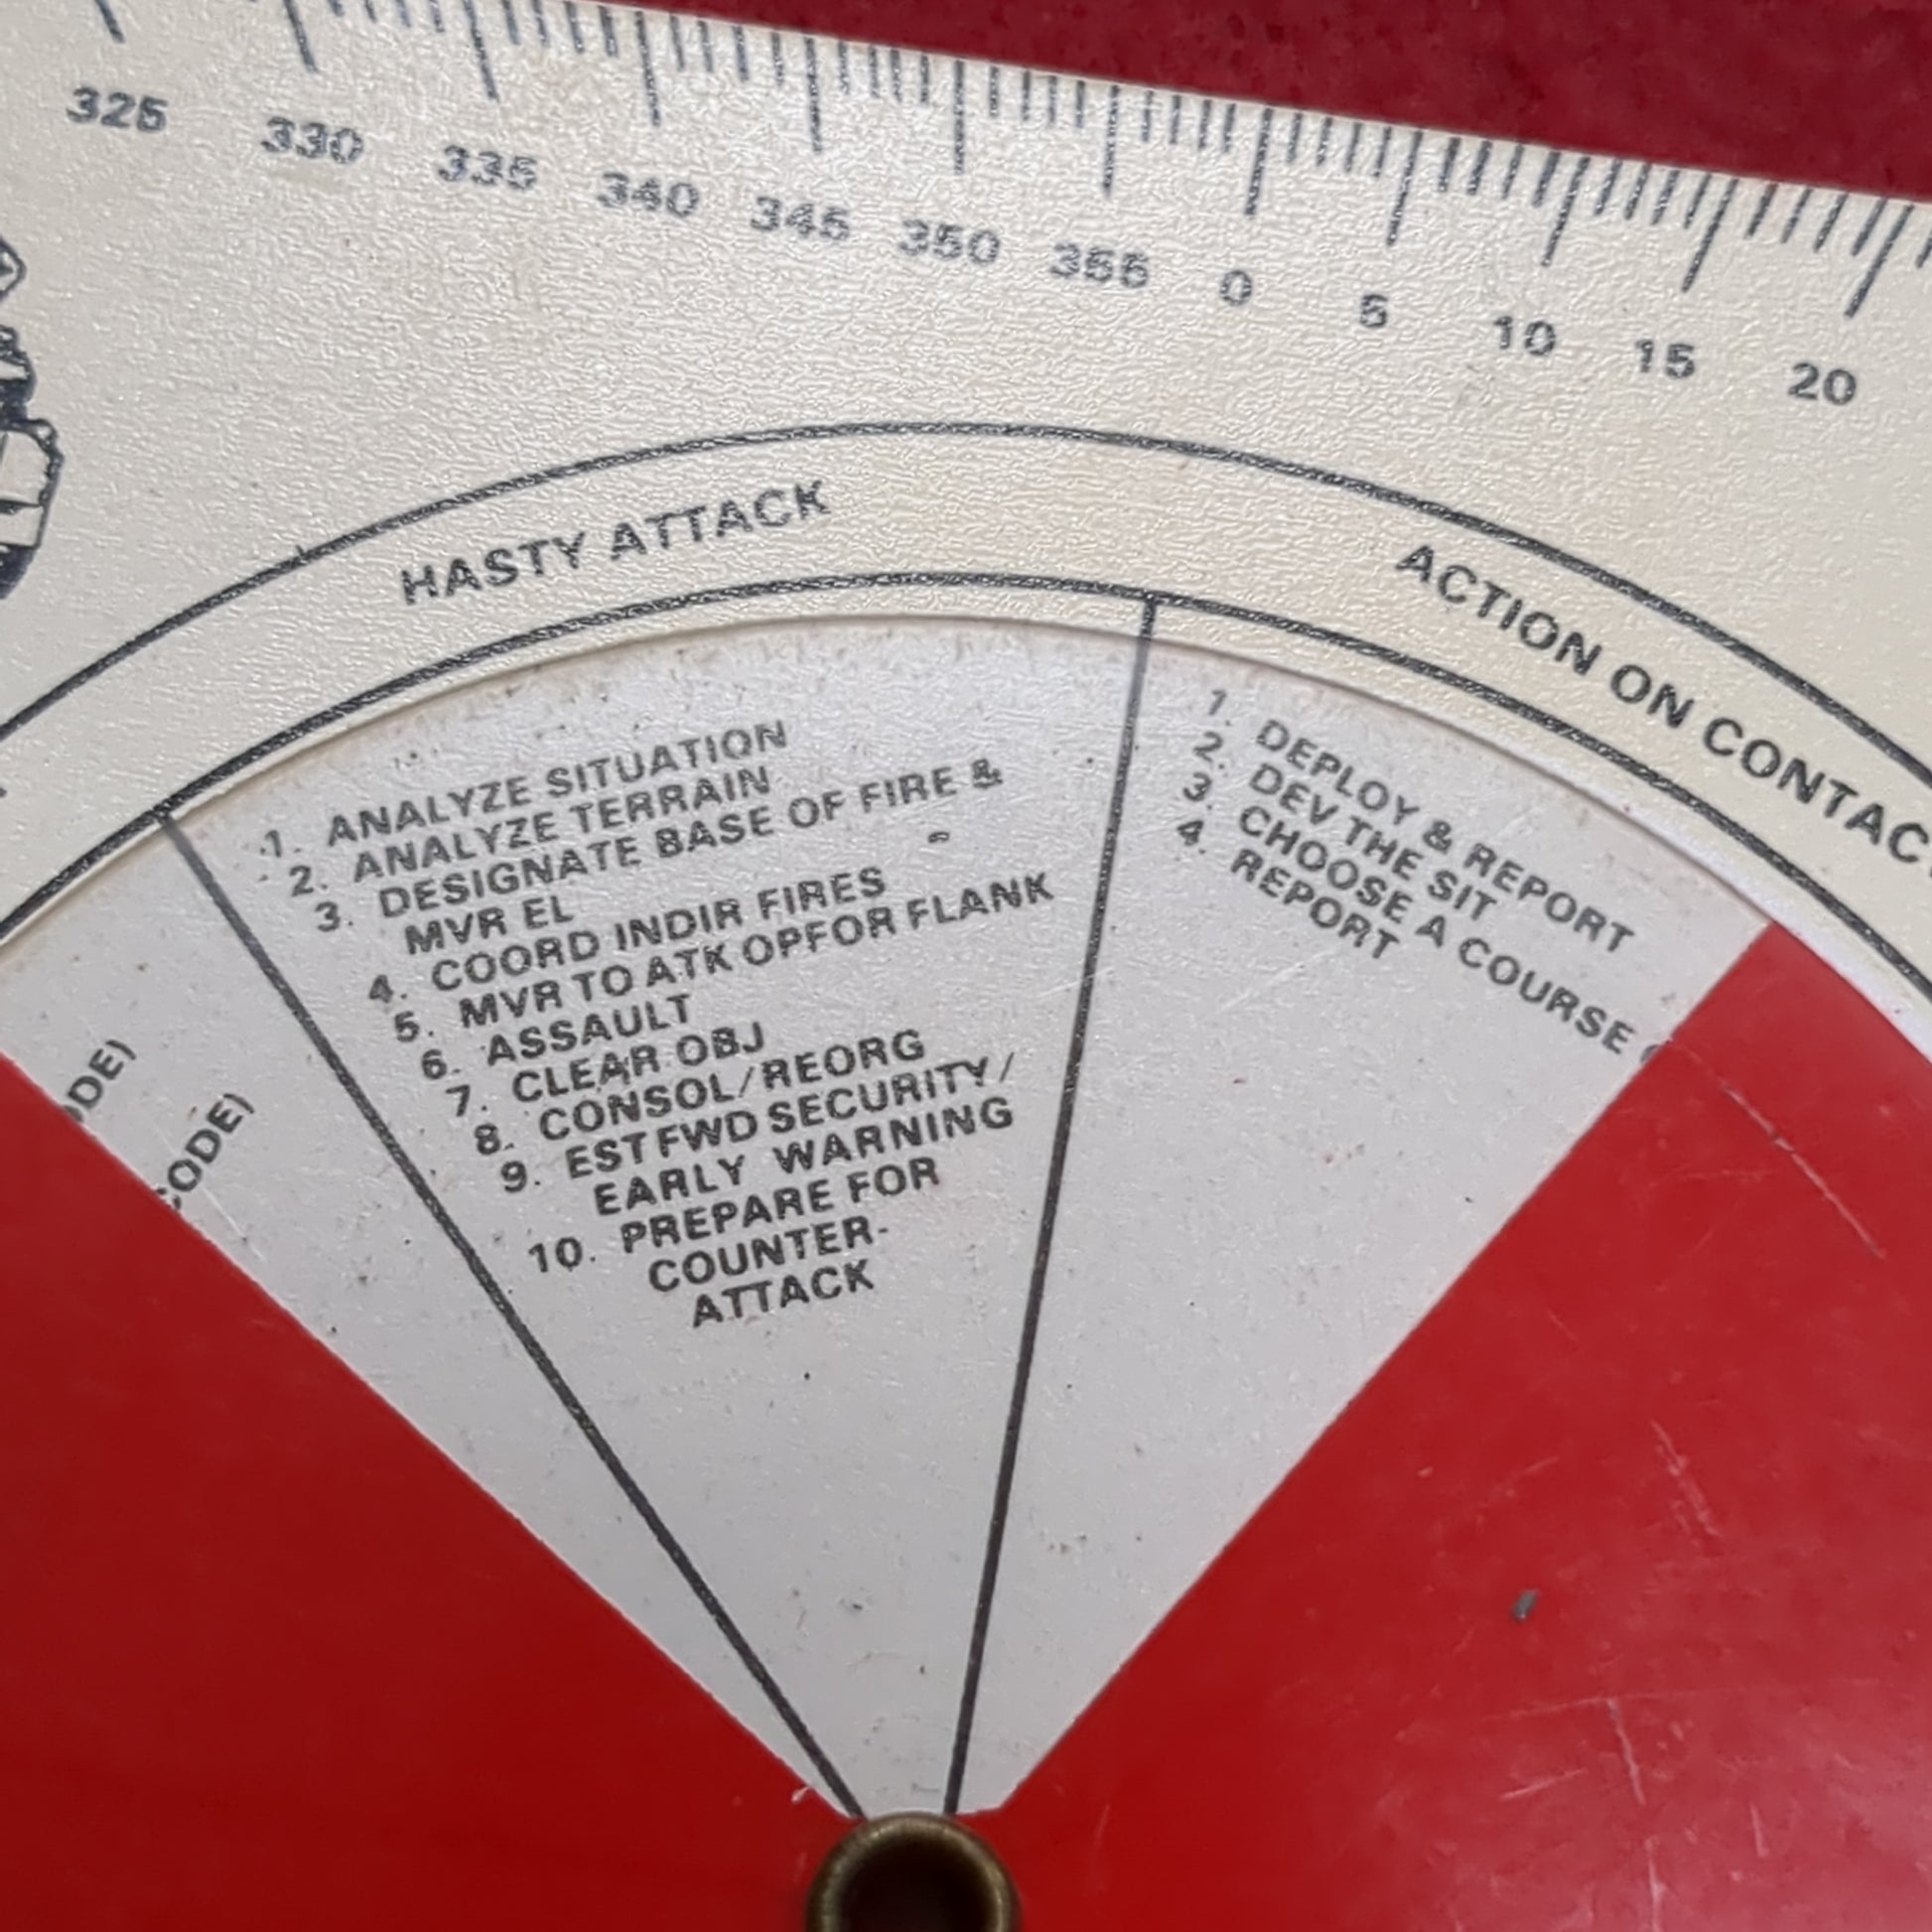 325 330 335 340 345 350 355 0 5 10 15 20
HASTY ATTACK
ACTION ON CONTAC
1. ANALYZE SITUATION
2. ANALYZE TERRAIN
3. DESIGNATE BASE OF FIRE &
MVR EL
4. COORD INDIR FIRES
5. MVR TO ATK OPFOR FLANK
6. ASSAULT
7. CLEAR OBJ
8. CONSOL/REORG
9. EST FWD SECURITY/
EARLY WARNING
10. PREPARE FOR
COUNTER-
ATTACK
1. DEPLOY & REPORT
2. DEV THE SIT
3. CHOOSE A COURSE
4. REPORT
ODE)
CODE)